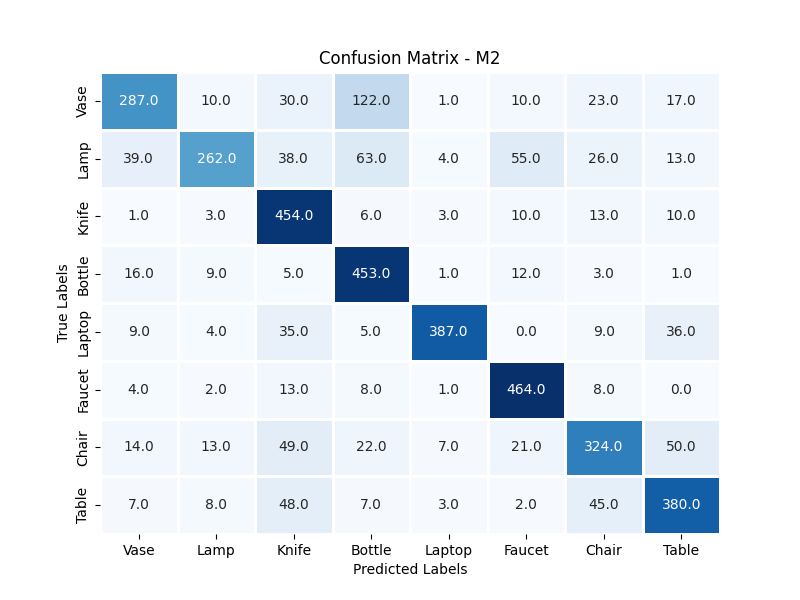 Confusion Matrix - M2
True Labels
Vase 287.0 10.0 30.0 122.0 1.0 10.0 23.0 17.0
Lamp 39.0 262.0 38.0 63.0 4.0 55.0 26.0 13.0
Knife 1.0 3.0 454.0 6.0 3.0 10.0 13.0 10.0
Bottle 16.0 9.0 5.0 453.0 1.0 12.0 3.0 1.0
Laptop 9.0 4.0 35.0 5.0 387.0 0.0 9.0 36.0
Faucet 4.0 2.0 13.0 8.0 1.0 464.0 8.0 0.0
Chair 14.0 13.0 49.0 22.0 7.0 21.0 324.0 50.0
Table 7.0 8.0 48.0 7.0 3.0 2.0 45.0 380.0
Vase Lamp Knife Bottle Laptop Faucet Chair Table
Predicted Labels